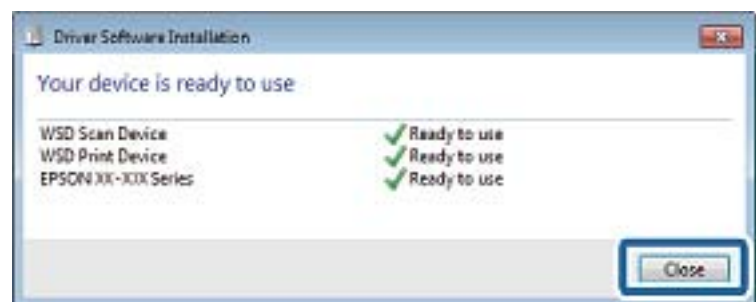 Driver Software Installation
Your device is ready to use
WSD Scan Device Ready to use
WSD Print Device Ready to use
EPSON XX-XXX Series Ready to use
Close